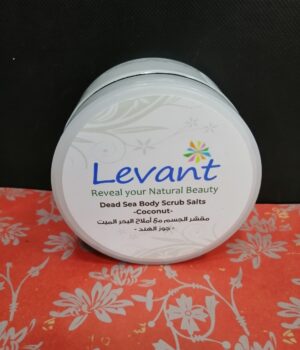 Levant
Reveal your Natural Beauty
Dead Sea Body Scrub Salts
-Coconut-
مقشر الجسم مع أملاح البحر الميت
- جوز الهند -